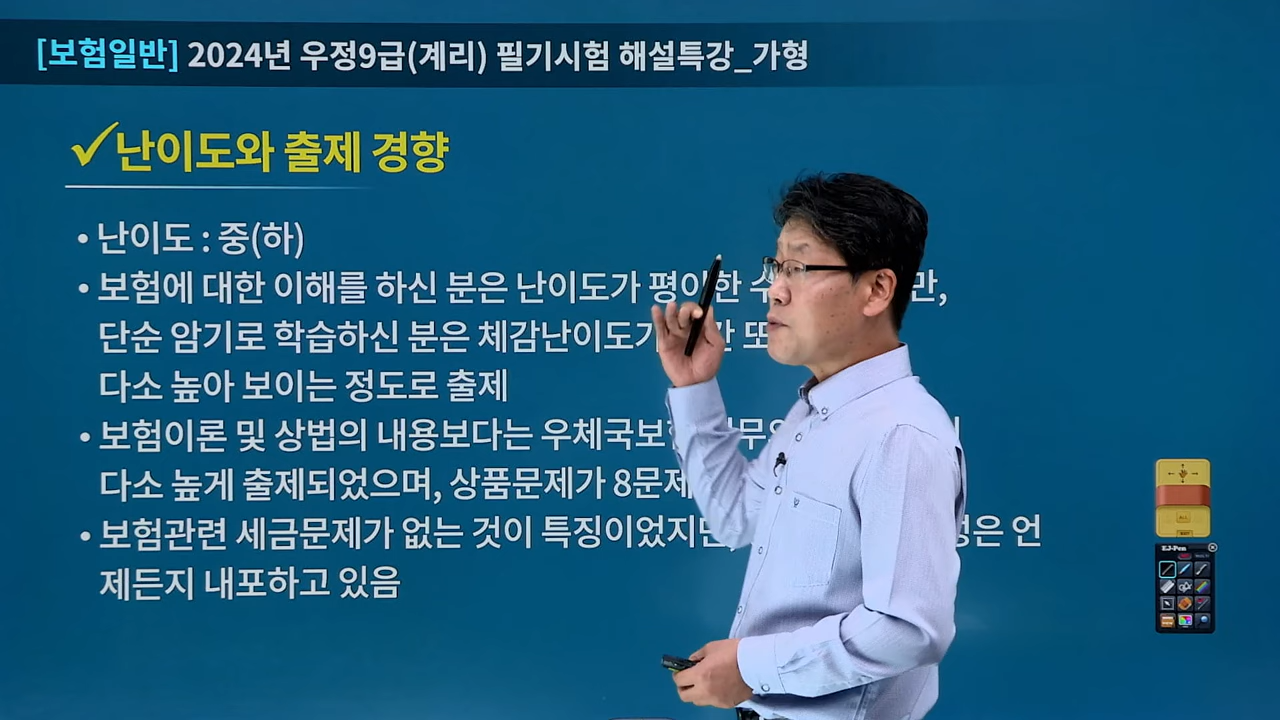 [보험일반] 2024년 우정9급(계리) 필기시험 해설특강_가형
✓난이도와 출제 경향
• 난이도 : 중(하)
• 보험에 대한 이해를 하신 분은 난이도가 평이한
단순 암기로 학습하신 분은 체감난이도가
다소 높아 보이는 정도로 출제
• 보험이론 및 상법의 내용보다는
다소 높게 출제되었으며, 상품문제가 8문제
• 보험관련 세금문제가 없는 것이 특징이었지만, 언
제든지 내포하고 있음
ALL
EXIT
EJ-Pen